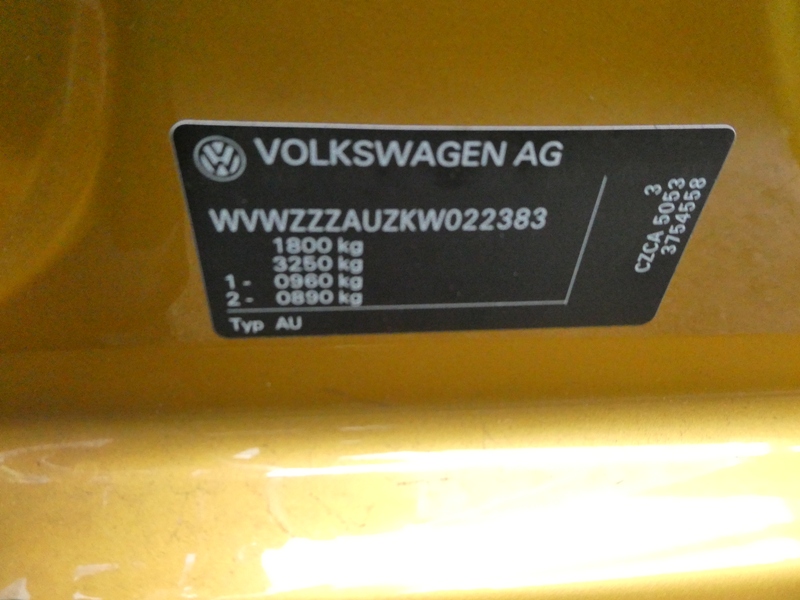 VOLKSWAGEN AG
WVWZZZAUZKW022383
1800 kg
3250 kg
1 - 0960 kg
2 - 0890 kg
Typ AU
3
CZCA 5053
3754558